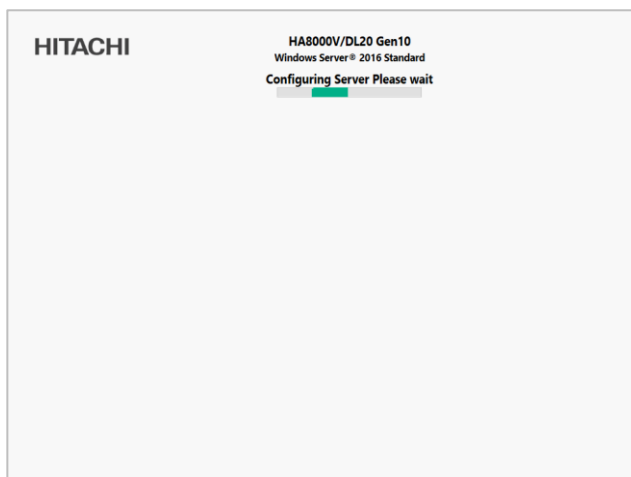 HITACHI
HA8000V/DL20 Gen10
Windows Server® 2016 Standard
Configuring Server Please wait